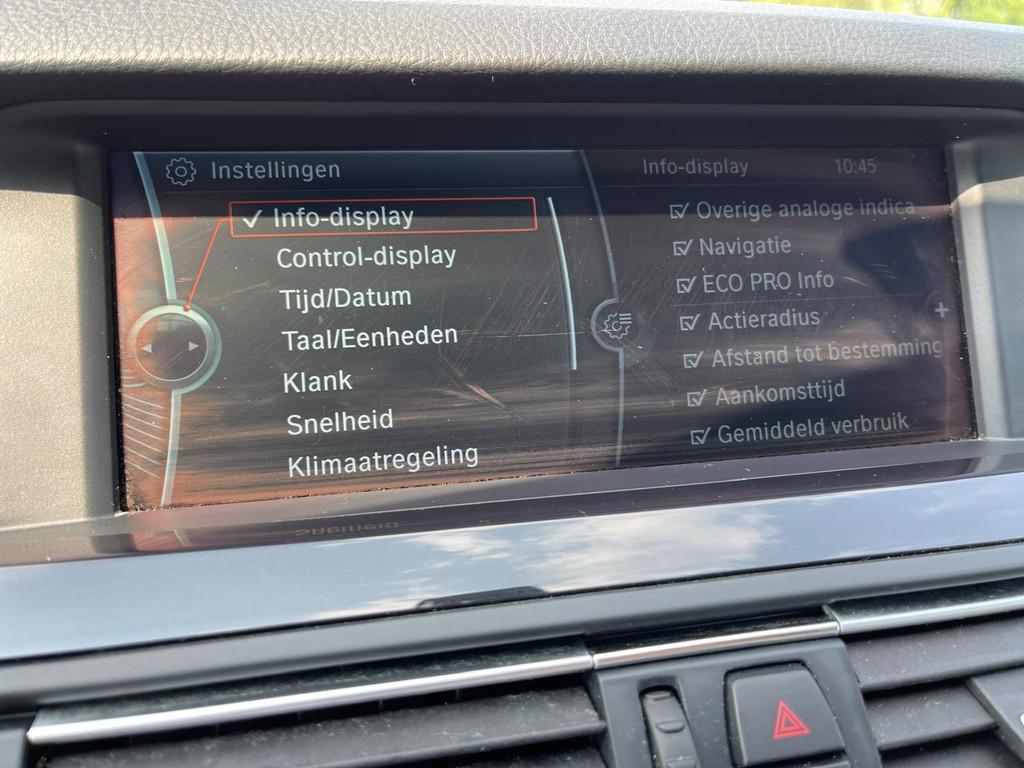 Instellingen
Info-display
Control-display
Tijd/Datum
Taal/Eenheden
Klank
Snelheid
Klimaatregeling
Info-display 10:45
Overige analoge indica
Navigatie
ECO PRO Info
Actieradius
Afstand tot bestemming
Aankomsttijd
Gemiddeld verbruik